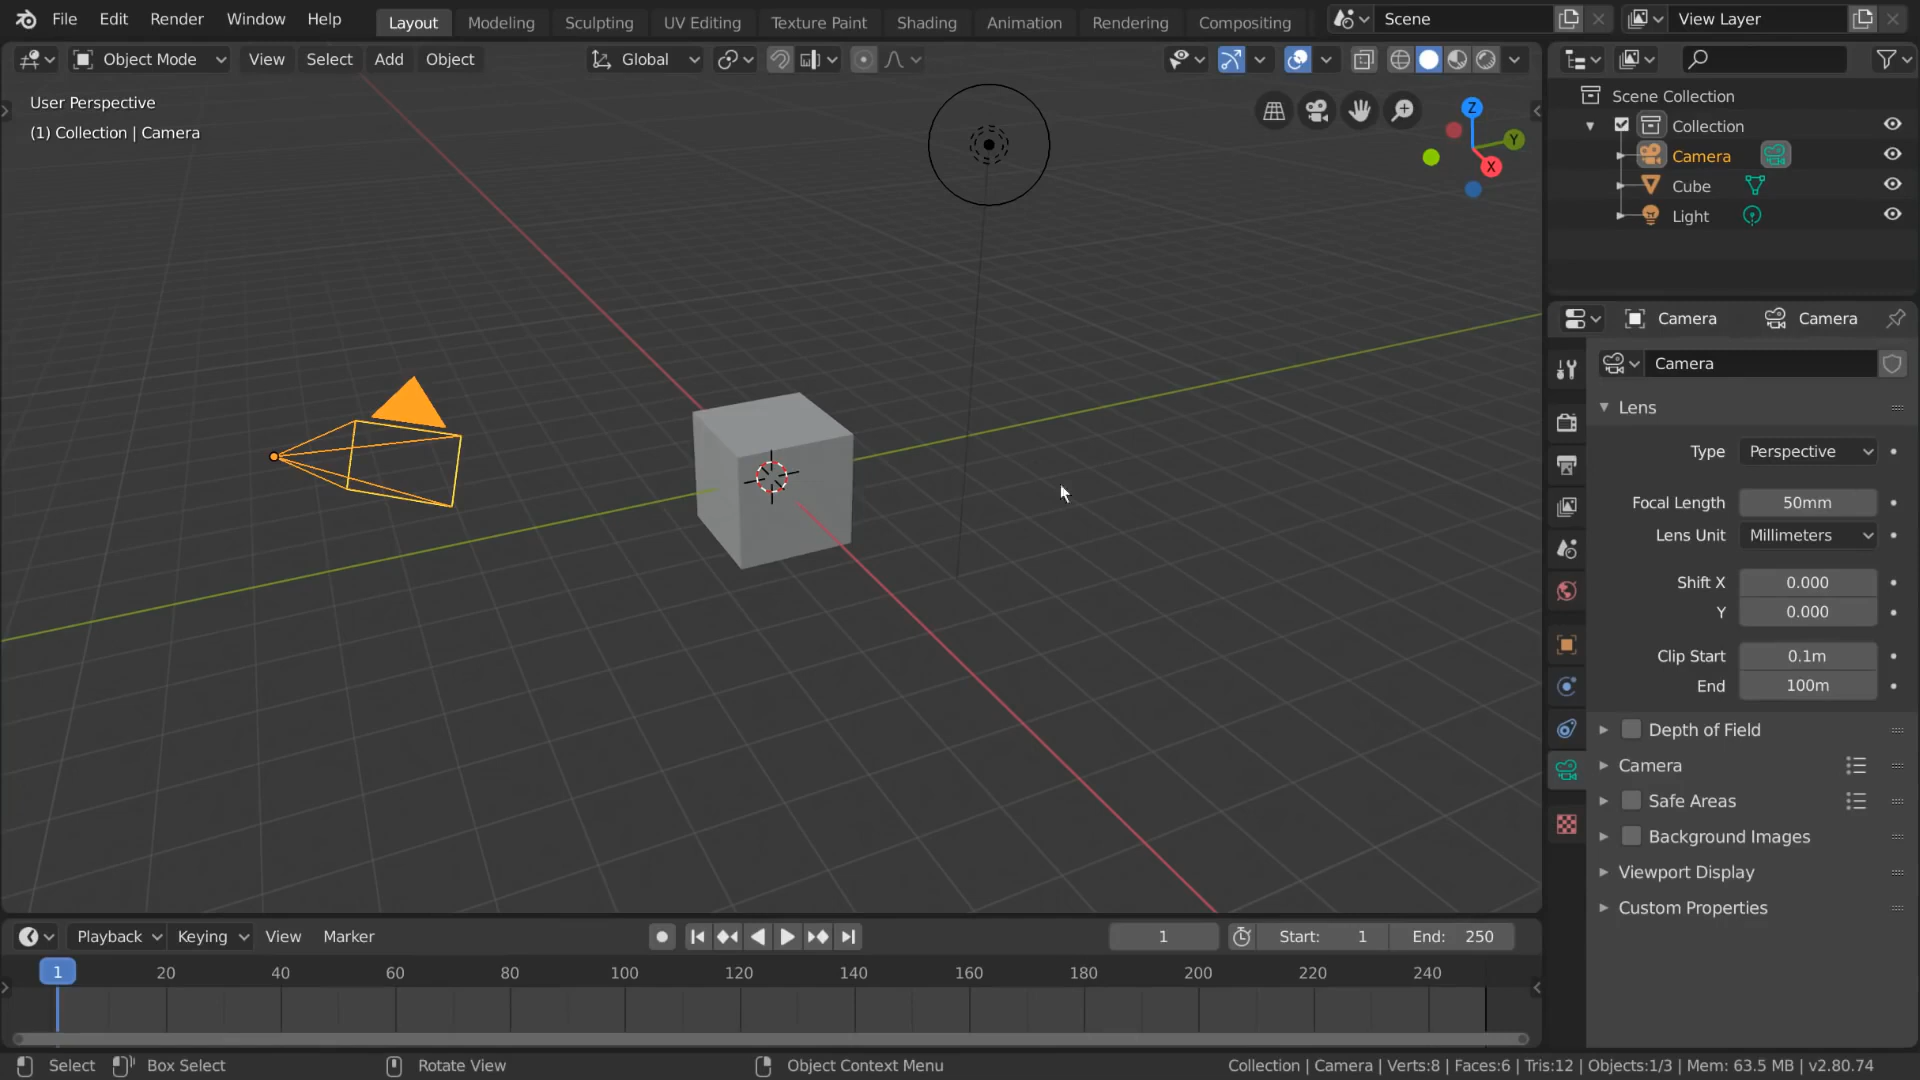 File Edit Render Window Help Layout Modeling Sculpting UV Editing Texture Paint Shading Animation Rendering Compositing Scene View Layer
Object Mode View Select Add Object Global
User Perspective
(1) Collection | Camera
Z
Y
X
Scene Collection
Collection
Camera
Cube
Light
Camera Camera
Camera
Lens
Type Perspective
Focal Length 50mm
Lens Unit Millimeters
Shift X 0.000
Y 0.000
Clip Start 0.1m
End 100m
Depth of Field
Camera
Safe Areas
Background Images
Viewport Display
Custom Properties
Playback Keying View Marker 1 Start: 1 End: 250
1 20 40 60 80 100 120 140 160 180 200 220 240
Select Box Select Rotate View Object Context Menu Collection | Camera | Verts:8 | Faces:6 | Tris:12 | Objects:1/3 | Mem: 63.5 MB | v2.80.74